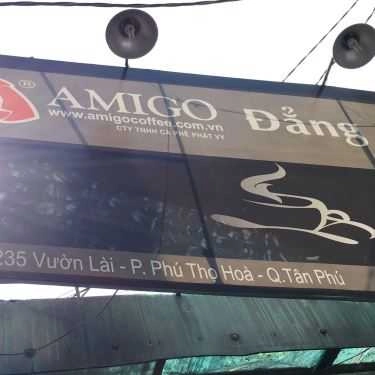 AMIGO Đẳng
®
www.amigocoffee.com.vn
CTY TNHH CÀ PHÊ PHÁT VY
235 Vườn Lài - P. Phú Thọ Hoà - Q.Tân Phú